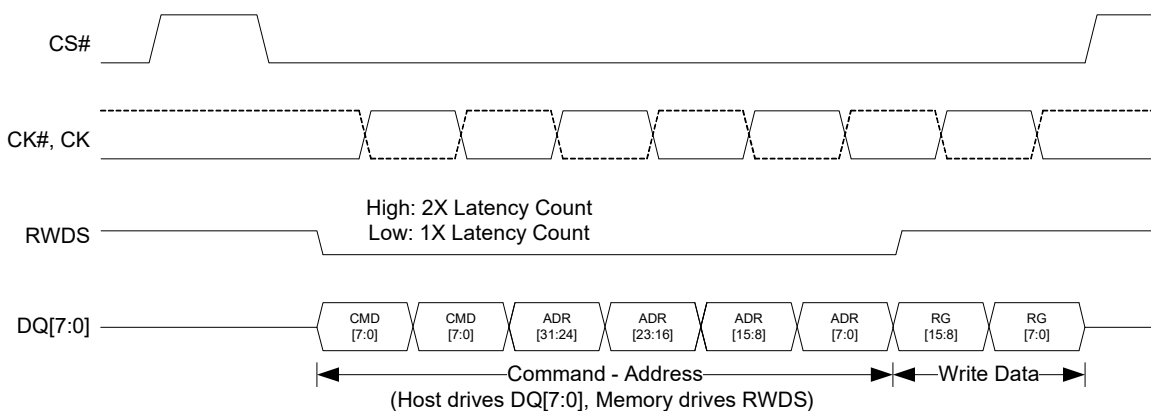 CS#
CK#, CK
High: 2X Latency Count
Low: 1X Latency Count
RWDS
DQ[7:0]
CMD CMD ADR ADR ADR ADR RG RG
[7:0] [7:0] [31:24] [23:16] [15:8] [7:0] [15:8] [7:0]
Command - Address Write Data
(Host drives DQ[7:0], Memory drives RWDS)